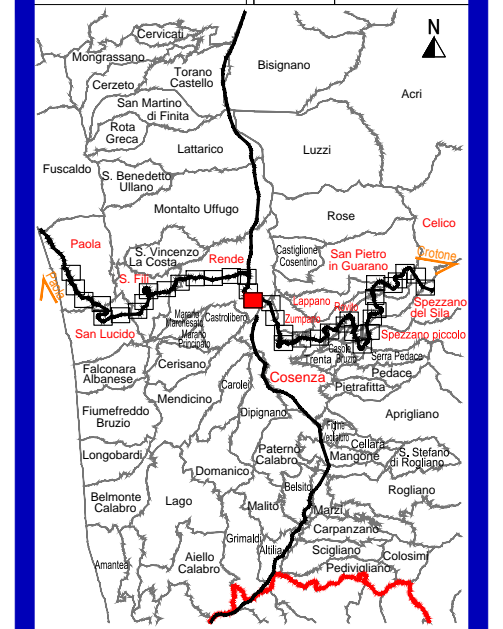 N
Cervicati
Mongrassano
Bisignano
Torano
Castello
Cerzeto
Acri
San Martino
di Finita
Rota
Greca
Lattarico
Luzzi
Fuscaldo
S. Benedetto
Ullano
Montalto Uffugo
Rose
Celico
Paola
S. Vincenzo
La Costa
Castiglione
Cosentino
San Pietro
in Guarano
Crotone
Rende
S. Fili
Paola
Lappano
Rovito
Spezzano
del Sila
Zumpano
Marano
Marchesato
Castrolibero
San Lucido
Marano
Principato
Spezzano piccolo
Casole
Bruzio
Trenta
Serra Pedace
Cerisano
Pedace
Falconara
Albanese
Carolei
Cosenza
Pietrafitta
Mendicino
Fiumefreddo
Bruzio
Dipignano
Aprigliano
Figline
Vegliaturo
Cellara
Mangone
Paterno
Calabro
S. Stefano
di Rogliano
Longobardi
Domanico
Belsito
Rogliano
Belmonte
Calabro
Lago
Malito
Marzi
Carpanzano
Grimaldi
Altilia
Scigliano
Colosimi
Aiello
Calabro
Amantea
Pedivigliano